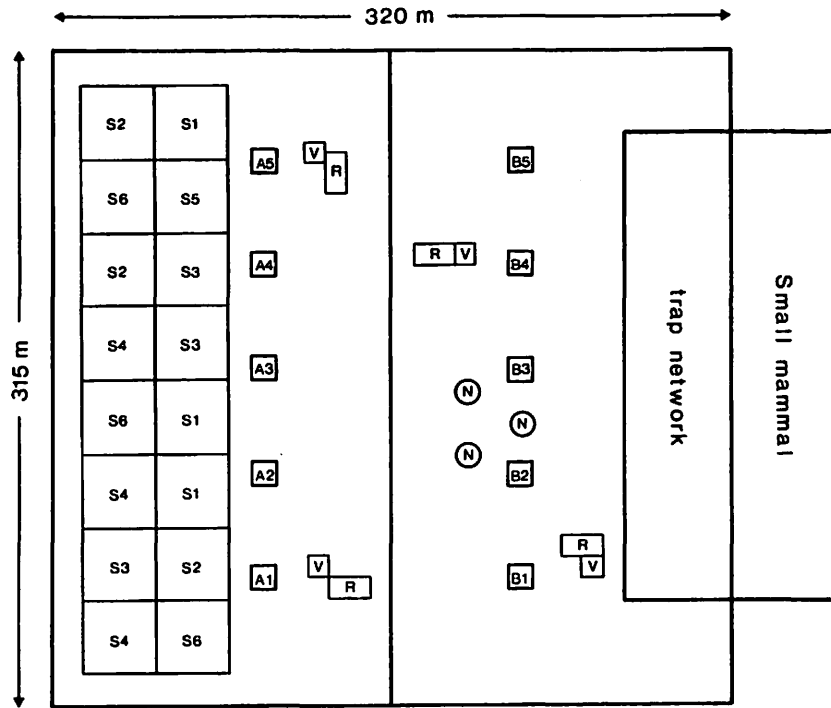 320 m
315 m
S2 S1
S6 S5
S2 S3
S4 S3
S6 S1
S4 S1
S3 S2
S4 S6
A5
A4
A3
A2
A1
V
R
V
R
B5
B4
B3
B2
B1
R V
N
N
N
R
V
trap network
Small mammal